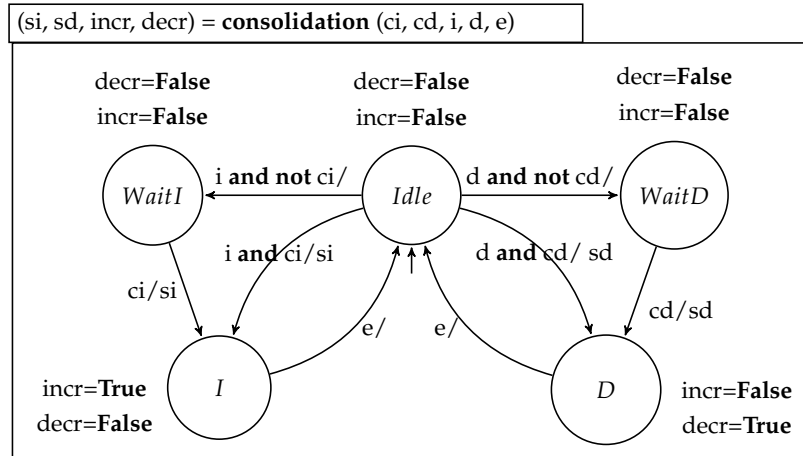 (si, sd, incr, decr) = consolidation (ci, cd, i, d, e)
decr=False
incr=False
decr=False
incr=False
decr=False
incr=False
i and not ci/
d and not cd/
WaitI
Idle
WaitD
i and ci/si
d and cd/ sd
ci/si
cd/sd
e/
e/
I
D
incr=True
decr=False
incr=False
decr=True